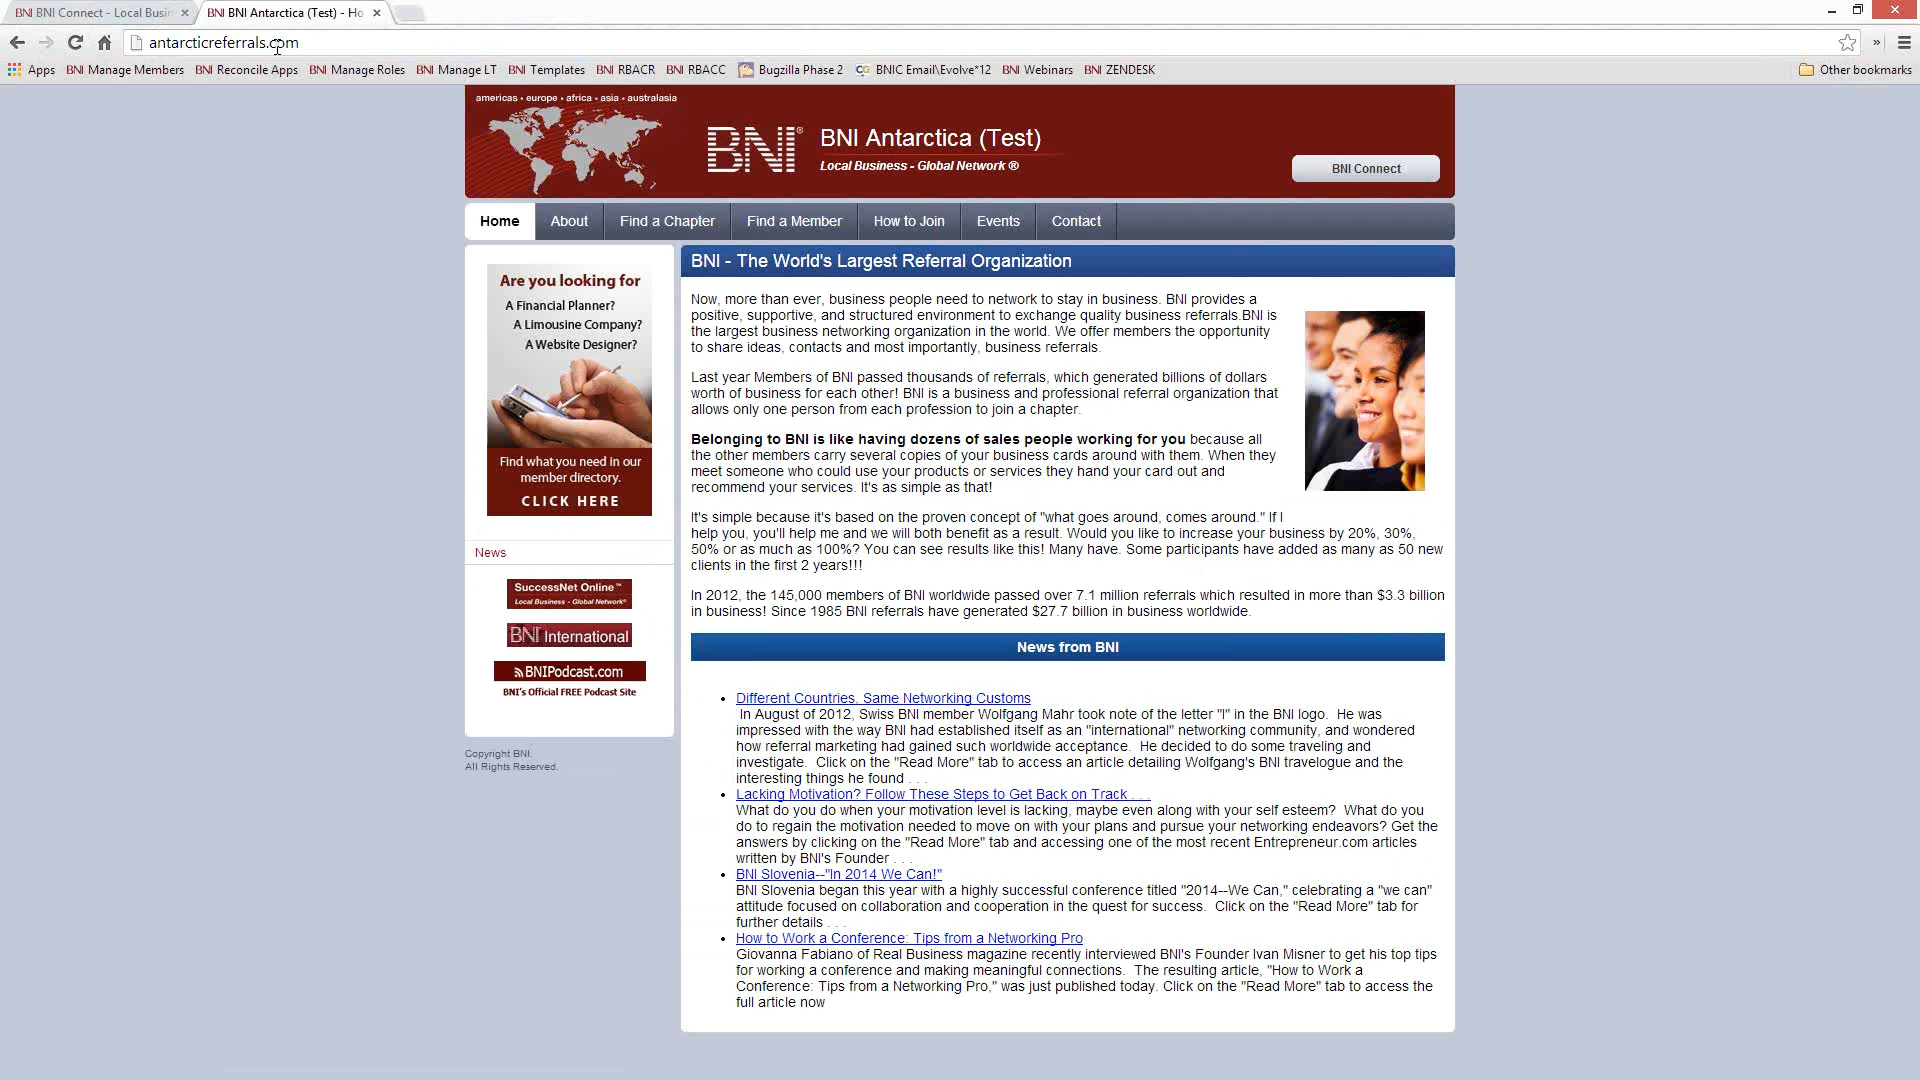 BNI BNI Connect - Local Busin
BNI BNI Antarctica (Test) - Ho
antarcticreferrals.com
Apps BNI Manage Members BNI Reconcile Apps BNI Manage Roles BNI Manage LT BNI Templates BNI RBACR BNI RBACC Bugzilla Phase 2 CG BNIC Email\Evolve*12 BNI Webinars BNI ZENDESK » Other bookmarks
americas • europe • africa • asia • australasia
BNI® BNI Antarctica (Test)
Local Business - Global Network ®
BNI Connect
Home About Find a Chapter Find a Member How to Join Events Contact
Are you looking for
A Financial Planner?
A Limousine Company?
A Website Designer?
Find what you need in our
member directory.
CLICK HERE
News
SuccessNet Online™
Local Business - Global Network®
BNI International
BNIPodcast.com
BNI's Official FREE Podcast Site
Copyright BNI.
All Rights Reserved.
BNI - The World's Largest Referral Organization
Now, more than ever, business people need to network to stay in business. BNI provides a
positive, supportive, and structured environment to exchange quality business referrals.BNI is
the largest business networking organization in the world. We offer members the opportunity
to share ideas, contacts and most importantly, business referrals.
Last year Members of BNI passed thousands of referrals, which generated billions of dollars
worth of business for each other! BNI is a business and professional referral organization that
allows only one person from each profession to join a chapter.
Belonging to BNI is like having dozens of sales people working for you because all
the other members carry several copies of your business cards around with them. When they
meet someone who could use your products or services they hand your card out and
recommend your services. It's as simple as that!
It's simple because it's based on the proven concept of "what goes around, comes around." If I
help you, you'll help me and we will both benefit as a result. Would you like to increase your business by 20%, 30%,
50% or as much as 100%? You can see results like this! Many have. Some participants have added as many as 50 new
clients in the first 2 years!!!
In 2012, the 145,000 members of BNI worldwide passed over 7.1 million referrals which resulted in more than $3.3 billion
in business! Since 1985 BNI referrals have generated $27.7 billion in business worldwide.
News from BNI
• Different Countries, Same Networking Customs
In August of 2012, Swiss BNI member Wolfgang Mahr took note of the letter "I" in the BNI logo. He was
impressed with the way BNI had established itself as an "international" networking community, and wondered
how referral marketing had gained such worldwide acceptance. He decided to do some traveling and
investigate. Click on the "Read More" tab to access an article detailing Wolfgang's BNI travelogue and the
interesting things he found . . .
• Lacking Motivation? Follow These Steps to Get Back on Track . . .
What do you do when your motivation level is lacking, maybe even along with your self esteem? What do you
do to regain the motivation needed to move on with your plans and pursue your networking endeavors? Get the
answers by clicking on the "Read More" tab and accessing one of the most recent Entrepreneur.com articles
written by BNI's Founder . . .
• BNI Slovenia--"In 2014 We Can!"
BNI Slovenia began this year with a highly successful conference titled "2014--We Can," celebrating a "we can"
attitude focused on collaboration and cooperation in the quest for success. Click on the "Read More" tab for
further details . . .
• How to Work a Conference: Tips from a Networking Pro
Giovanna Fabiano of Real Business magazine recently interviewed BNI's Founder Ivan Misner to get his top tips
for working a conference and making meaningful connections. The resulting article, "How to Work a
Conference: Tips from a Networking Pro," was just published today. Click on the "Read More" tab to access the
full article now